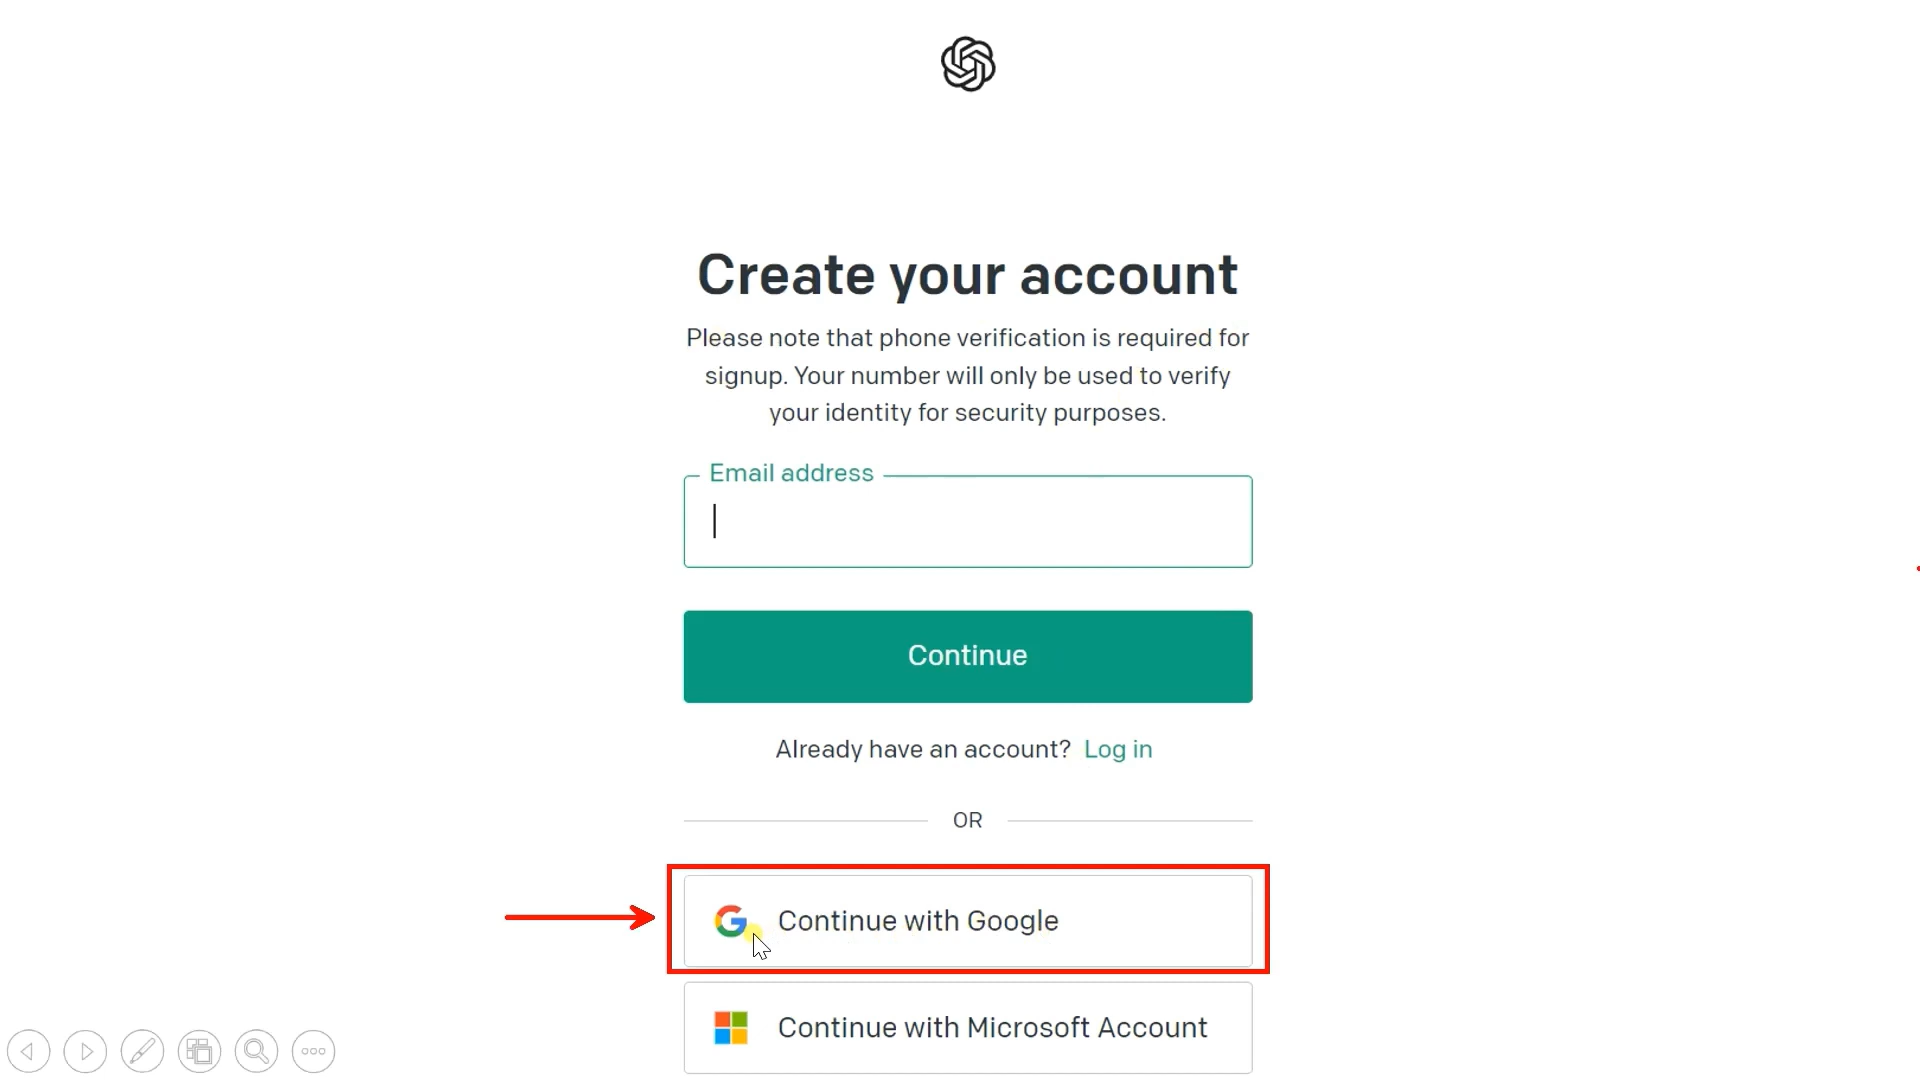 Create your account
Please note that phone verification is required for
signup. Your number will only be used to verify
your identity for security purposes.
Email address
Continue
Already have an account? Log in
OR
Continue with Google
Continue with Microsoft Account